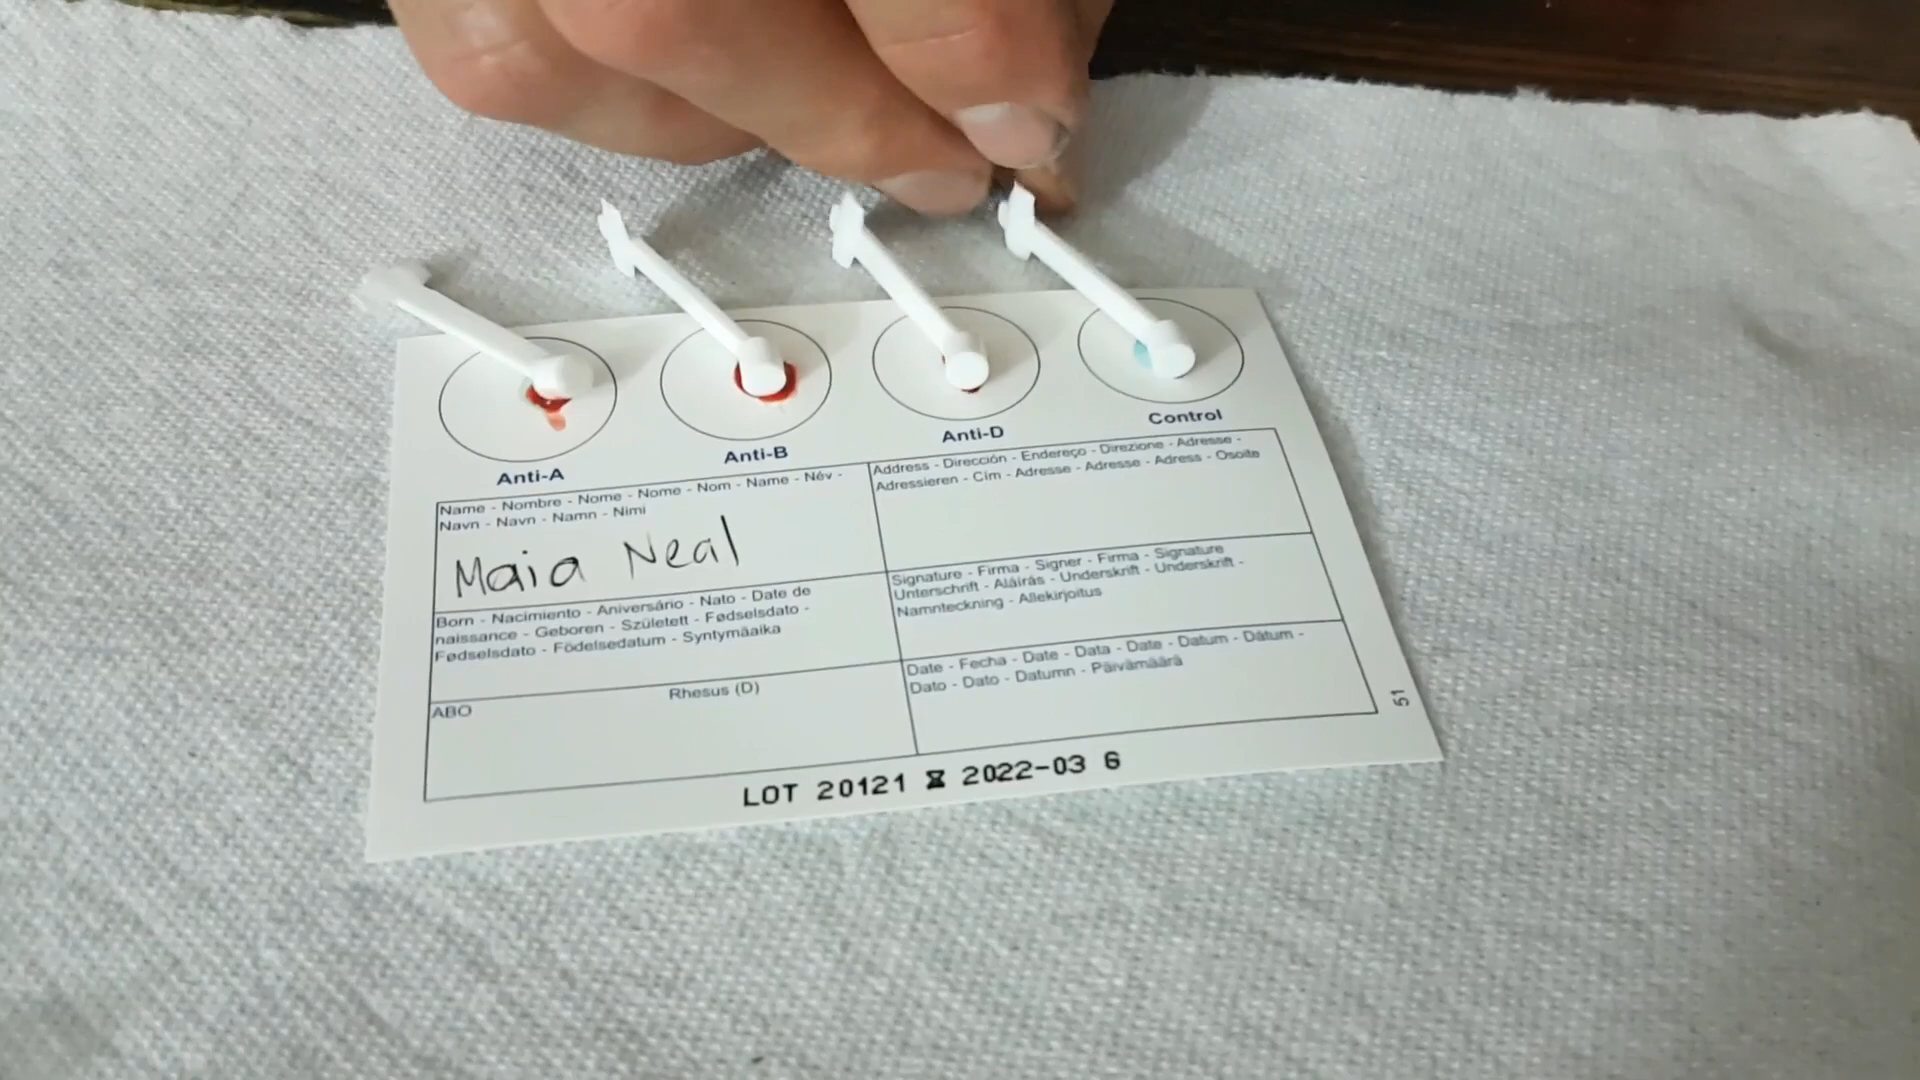 Anti-A
Anti-B
Anti-D
Control
Name - Nombre - Nome - Nome - Nom - Name - Név -
Navn - Navn - Namn - Nimi
Maia Neal
Address - Dirección - Endereço - Direzione - Adresse -
Adressieren - Cím - Adresse - Adresse - Adress - Osoite
Born - Nacimiento - Aniversário - Nato - Date de
naissance - Geboren - Született - Fødselsdato -
Fødselsdato - Födelsedatum - Syntymäaika
Signature - Firma - Signer - Firma - Signature
Unterschrift - Aláírás - Underskrift - Underskrift -
Namnteckning - Allekirjoitus
ABO
Rhesus (D)
Date - Fecha - Date - Data - Date - Datum - Dátum -
Dato - Dato - Datumn - Päivämäärä
51
LOT 20121 ⧗ 2022-03 6